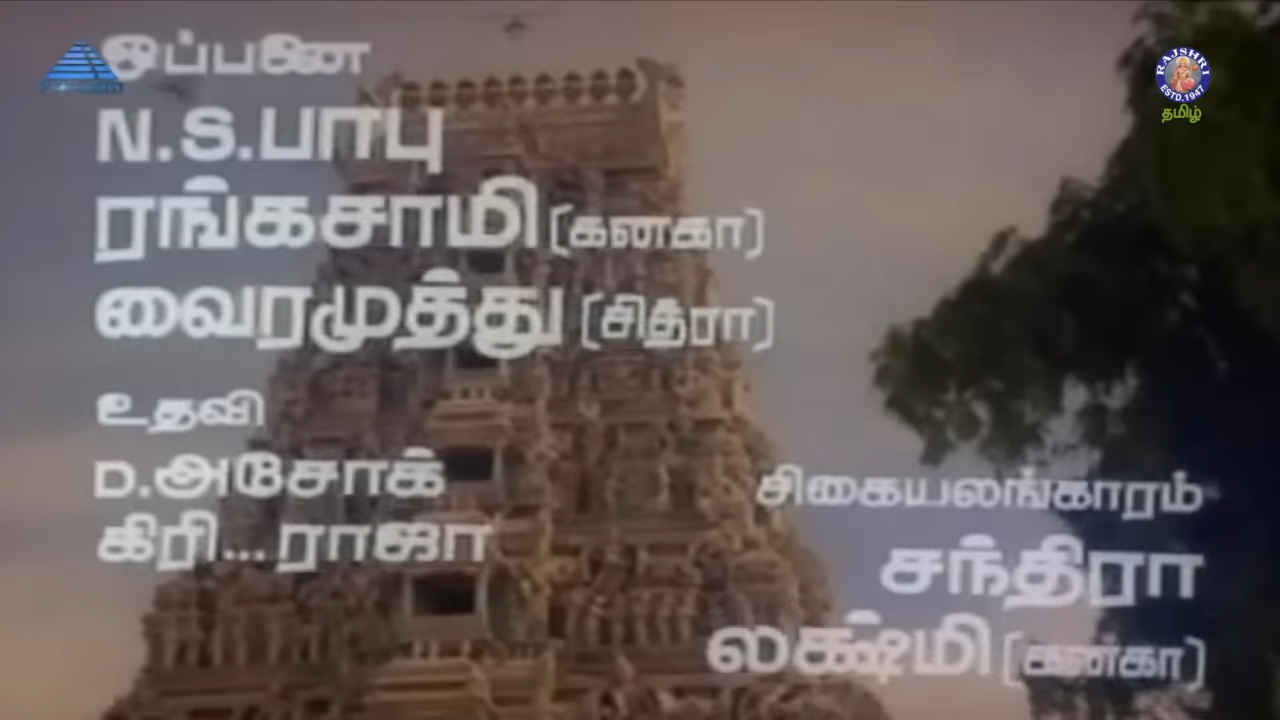 ஒப்பனை
N.S.பாபு
ரங்கசாமி (கனகா)
வைரமுத்து (சித்ரா)
உதவி
D.அசோக்
கிரி... ராஜா
சிகையலங்காரம்
சந்திரா
லக்ஷ்மி (கனகா)
RAJSHRI
ESTD.1947
தமிழ்